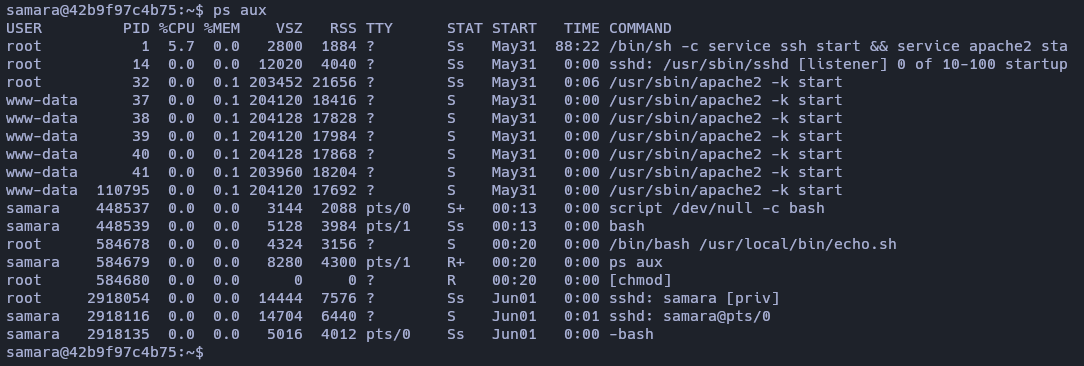 samara@42b9f97c4b75:~$ ps aux
USER         PID %CPU %MEM    VSZ   RSS TTY      STAT START   TIME COMMAND
root           1  5.7  0.0   2800  1884 ?        Ss   May31  88:22 /bin/sh -c service ssh start && service apache2 sta
root          14  0.0  0.0  12020  4040 ?        Ss   May31   0:00 sshd: /usr/sbin/sshd [listener] 0 of 10-100 startup
root          32  0.0  0.1 203452 21656 ?        Ss   May31   0:06 /usr/sbin/apache2 -k start
www-data      37  0.0  0.1 204120 18416 ?        S    May31   0:00 /usr/sbin/apache2 -k start
www-data      38  0.0  0.1 204128 17828 ?        S    May31   0:00 /usr/sbin/apache2 -k start
www-data      39  0.0  0.1 204128 17984 ?        S    May31   0:00 /usr/sbin/apache2 -k start
www-data      40  0.0  0.1 204128 17868 ?        S    May31   0:00 /usr/sbin/apache2 -k start
www-data      41  0.0  0.1 203960 18204 ?        S    May31   0:00 /usr/sbin/apache2 -k start
www-data  110795  0.0  0.1 204120 17692 ?        S    May31   0:00 /usr/sbin/apache2 -k start
samara    448537  0.0  0.0   3144  2088 pts/0    S+   00:13   0:00 script /dev/null -c bash
samara    448539  0.0  0.0   5128  3984 pts/1    Ss   00:13   0:00 bash
root      584678  0.0  0.0   4324  3156 ?        S    00:20   0:00 /bin/bash /usr/local/bin/echo.sh
samara    584679  0.0  0.0   8280  4300 pts/1    R+   00:20   0:00 ps aux
root      584680  0.0  0.0      0     0 ?        R    00:20   0:00 [chmod]
root     2918054  0.0  0.0  14444  7576 ?        Ss   Jun01   0:00 sshd: samara [priv]
samara   2918116  0.0  0.0  14704  6440 ?        S    Jun01   0:01 sshd: samara@pts/0
samara   2918135  0.0  0.0   5016  4012 pts/0    Ss   Jun01   0:00 -bash
samara@42b9f97c4b75:~$